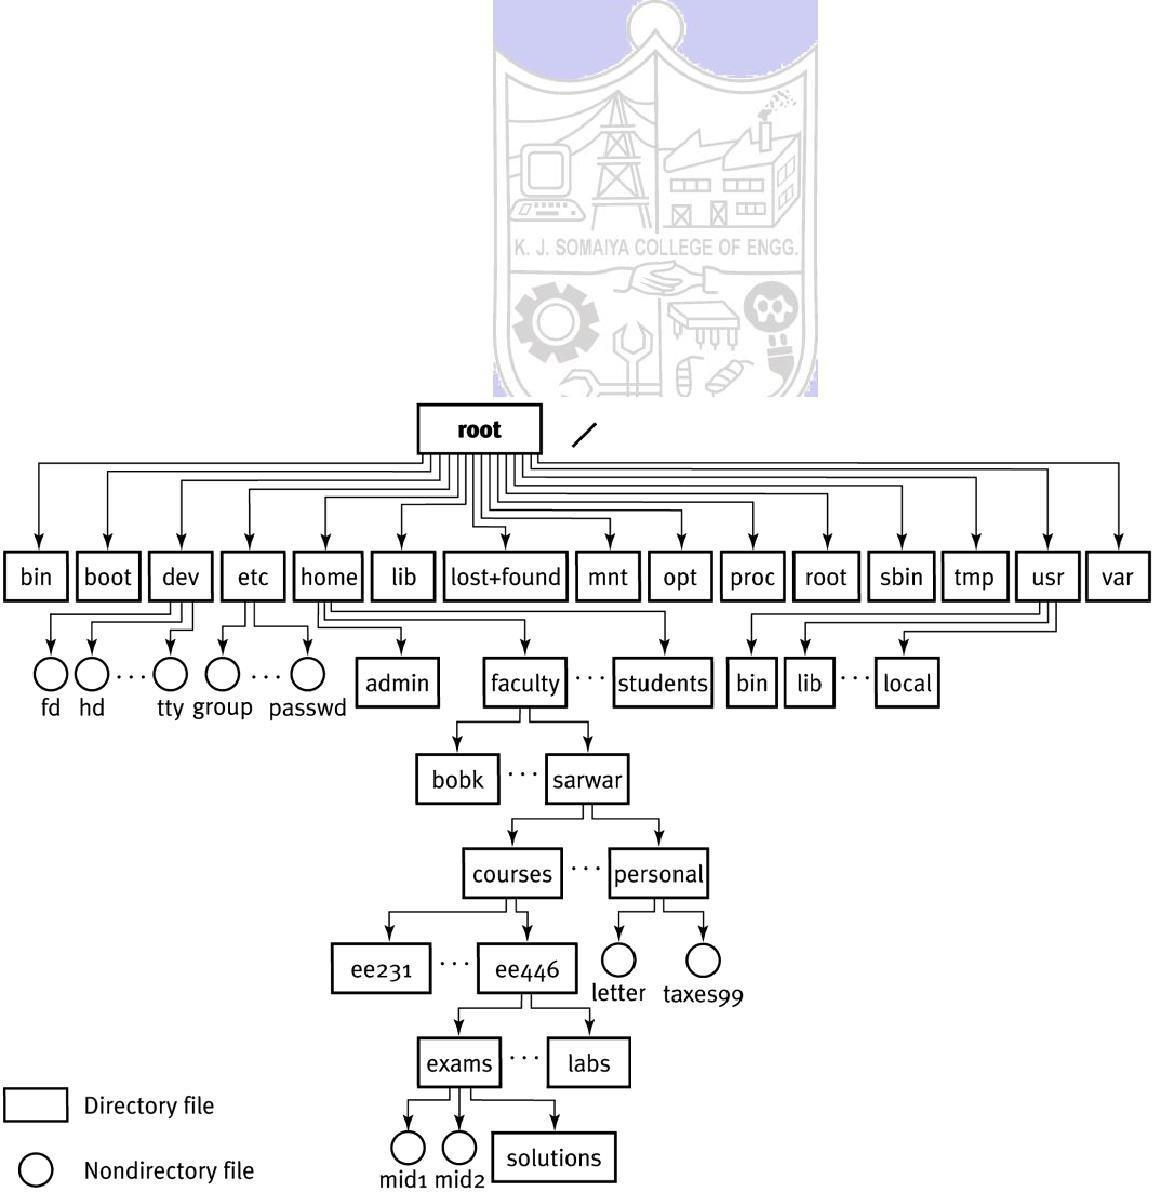 K. J. SOMAIYA COLLEGE OF ENGG.
root /
bin boot dev etc home lib lost+found mnt opt proc root sbin tmp usr var
fd hd ... tty group ... passwd admin faculty ... students bin lib ... local
bobk ... sarwar
courses ... personal
ee231 ... ee446 letter taxes99
exams ... labs
Directory file
mid1 mid2 solutions
Nondirectory file